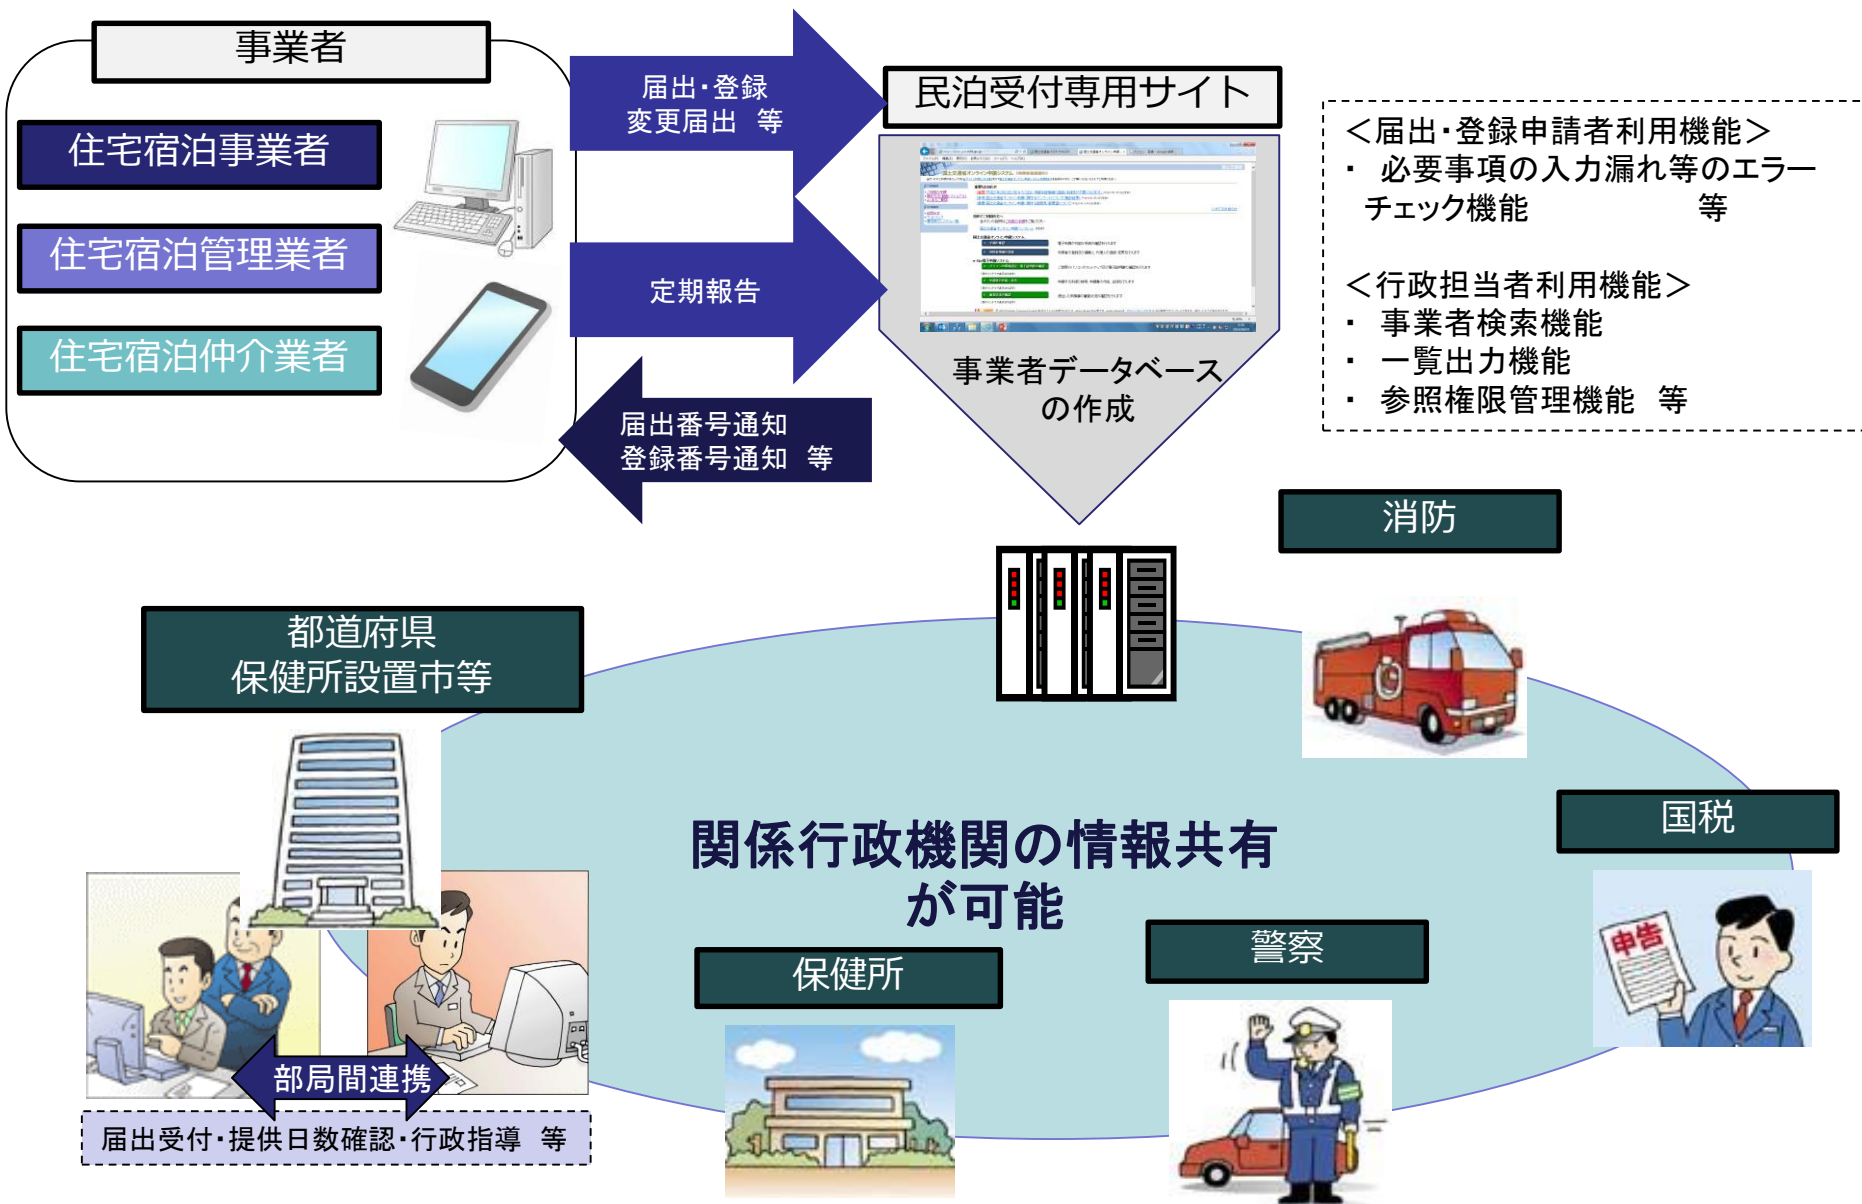 事業者
住宅宿泊事業者
住宅宿泊管理業者
住宅宿泊仲介業者
届出・登録
変更届出　等
定期報告
届出番号通知
登録番号通知　等
民泊受付専用サイト
事業者データベース
の作成
＜届出・登録申請者利用機能＞
・ 必要事項の入力漏れ等のエラー
チェック機能　　　　　等
＜行政担当者利用機能＞
・ 事業者検索機能
・ 一覧出力機能
・ 参照権限管理機能　等
消防
都道府県
保健所設置市等
国税
関係行政機関の情報共有
が可能
警察
保健所
申告
部局間連携
届出受付・提供日数確認・行政指導　等